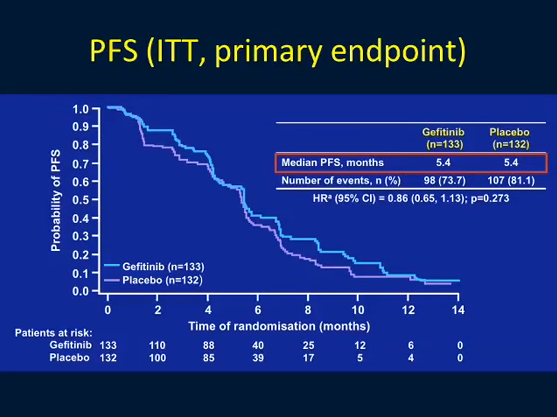 PFS (ITT, primary endpoint)
Gefitinib Placebo
(n=133) (n=132)
Median PFS, months 5.4 5.4
Number of events, n (%) 98 (73.7) 107 (81.1)
HRᵃ (95% CI) = 0.86 (0.65, 1.13); p=0.273
Probability of PFS
1.0
0.9
0.8
0.7
0.6
0.5
0.4
0.3
0.2
0.1
0.0
Gefitinib (n=133)
Placebo (n=132)
0 2 4 6 8 10 12 14
Time of randomisation (months)
Patients at risk:
Gefitinib 133 110 88 40 25 12 6 0
Placebo 132 100 85 39 17 5 4 0